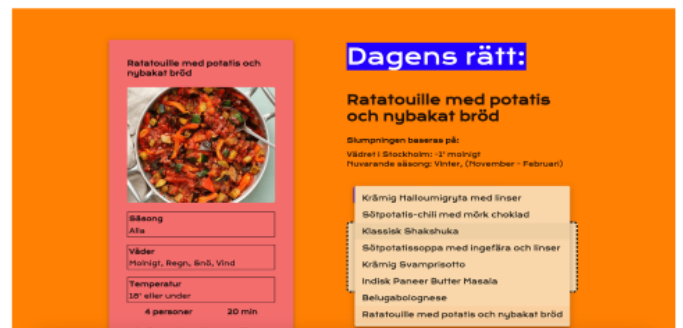 Ratatouille med potatis och
nybakat bröd
Säsong
Alla
Väder
Molnigt, Regn, Snö, Vind
Temperatur
18° eller under
4 personer 20 min
Dagens rätt:
Ratatouille med potatis
och nybakat bröd
Slumpningen baseras på:
Vädret i Stockholm: -2° molnigt
Nuvarande säsong: Vinter, (November - Februari)
Krämig Halloumigryta med linser
Sötpotatis-chili med mörk choklad
Klassisk Shakshuka
Sötpotatissoppa med ingefära och linser
Krämig Svamprisotto
Indisk Paneer Butter Masala
Belugabolognese
Ratatouille med potatis och nybakat bröd